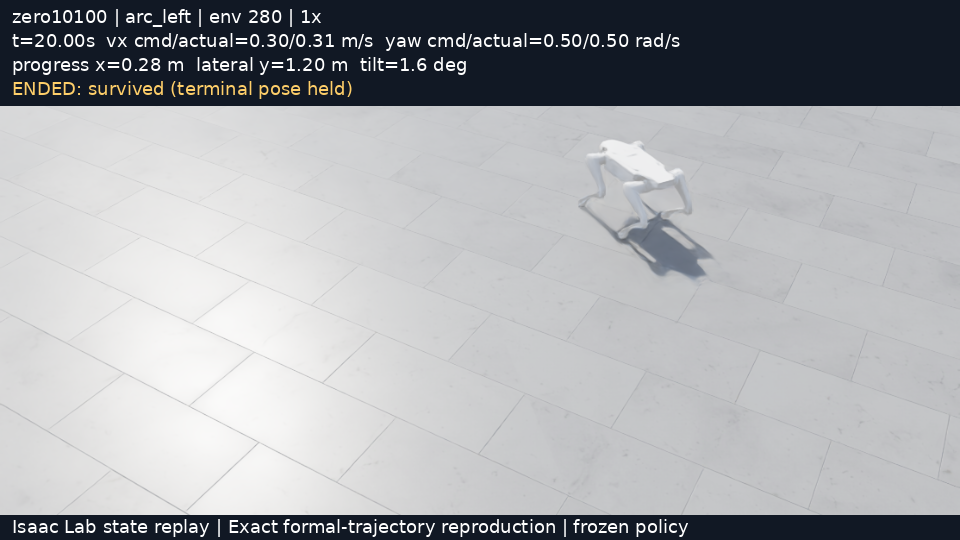 zero10100 | arc_left | env 280 | 1x
t=20.00s  vx cmd/actual=0.30/0.31 m/s  yaw cmd/actual=0.50/0.50 rad/s
progress x=0.28 m  lateral y=1.20 m  tilt=1.6 deg
ENDED: survived (terminal pose held)
Isaac Lab state replay | Exact formal-trajectory reproduction | frozen policy